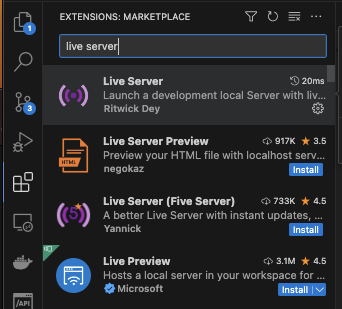 EXTENSIONS: MARKETPLACE
1
live server
Live Server 20ms
Launch a development local Server with liv...
Ritwick Dey
3
HTML
Live Server Preview 917K ★ 3.5
Preview your HTML file with localhost serv...
negokaz Install
5
Live Server (Five Server) 733K ★ 4.5
A better Live Server with instant updates, ...
Yannick Install
Live Preview 3.1M ★ 4.5
Hosts a local server in your workspace for ...
Microsoft Install
/API